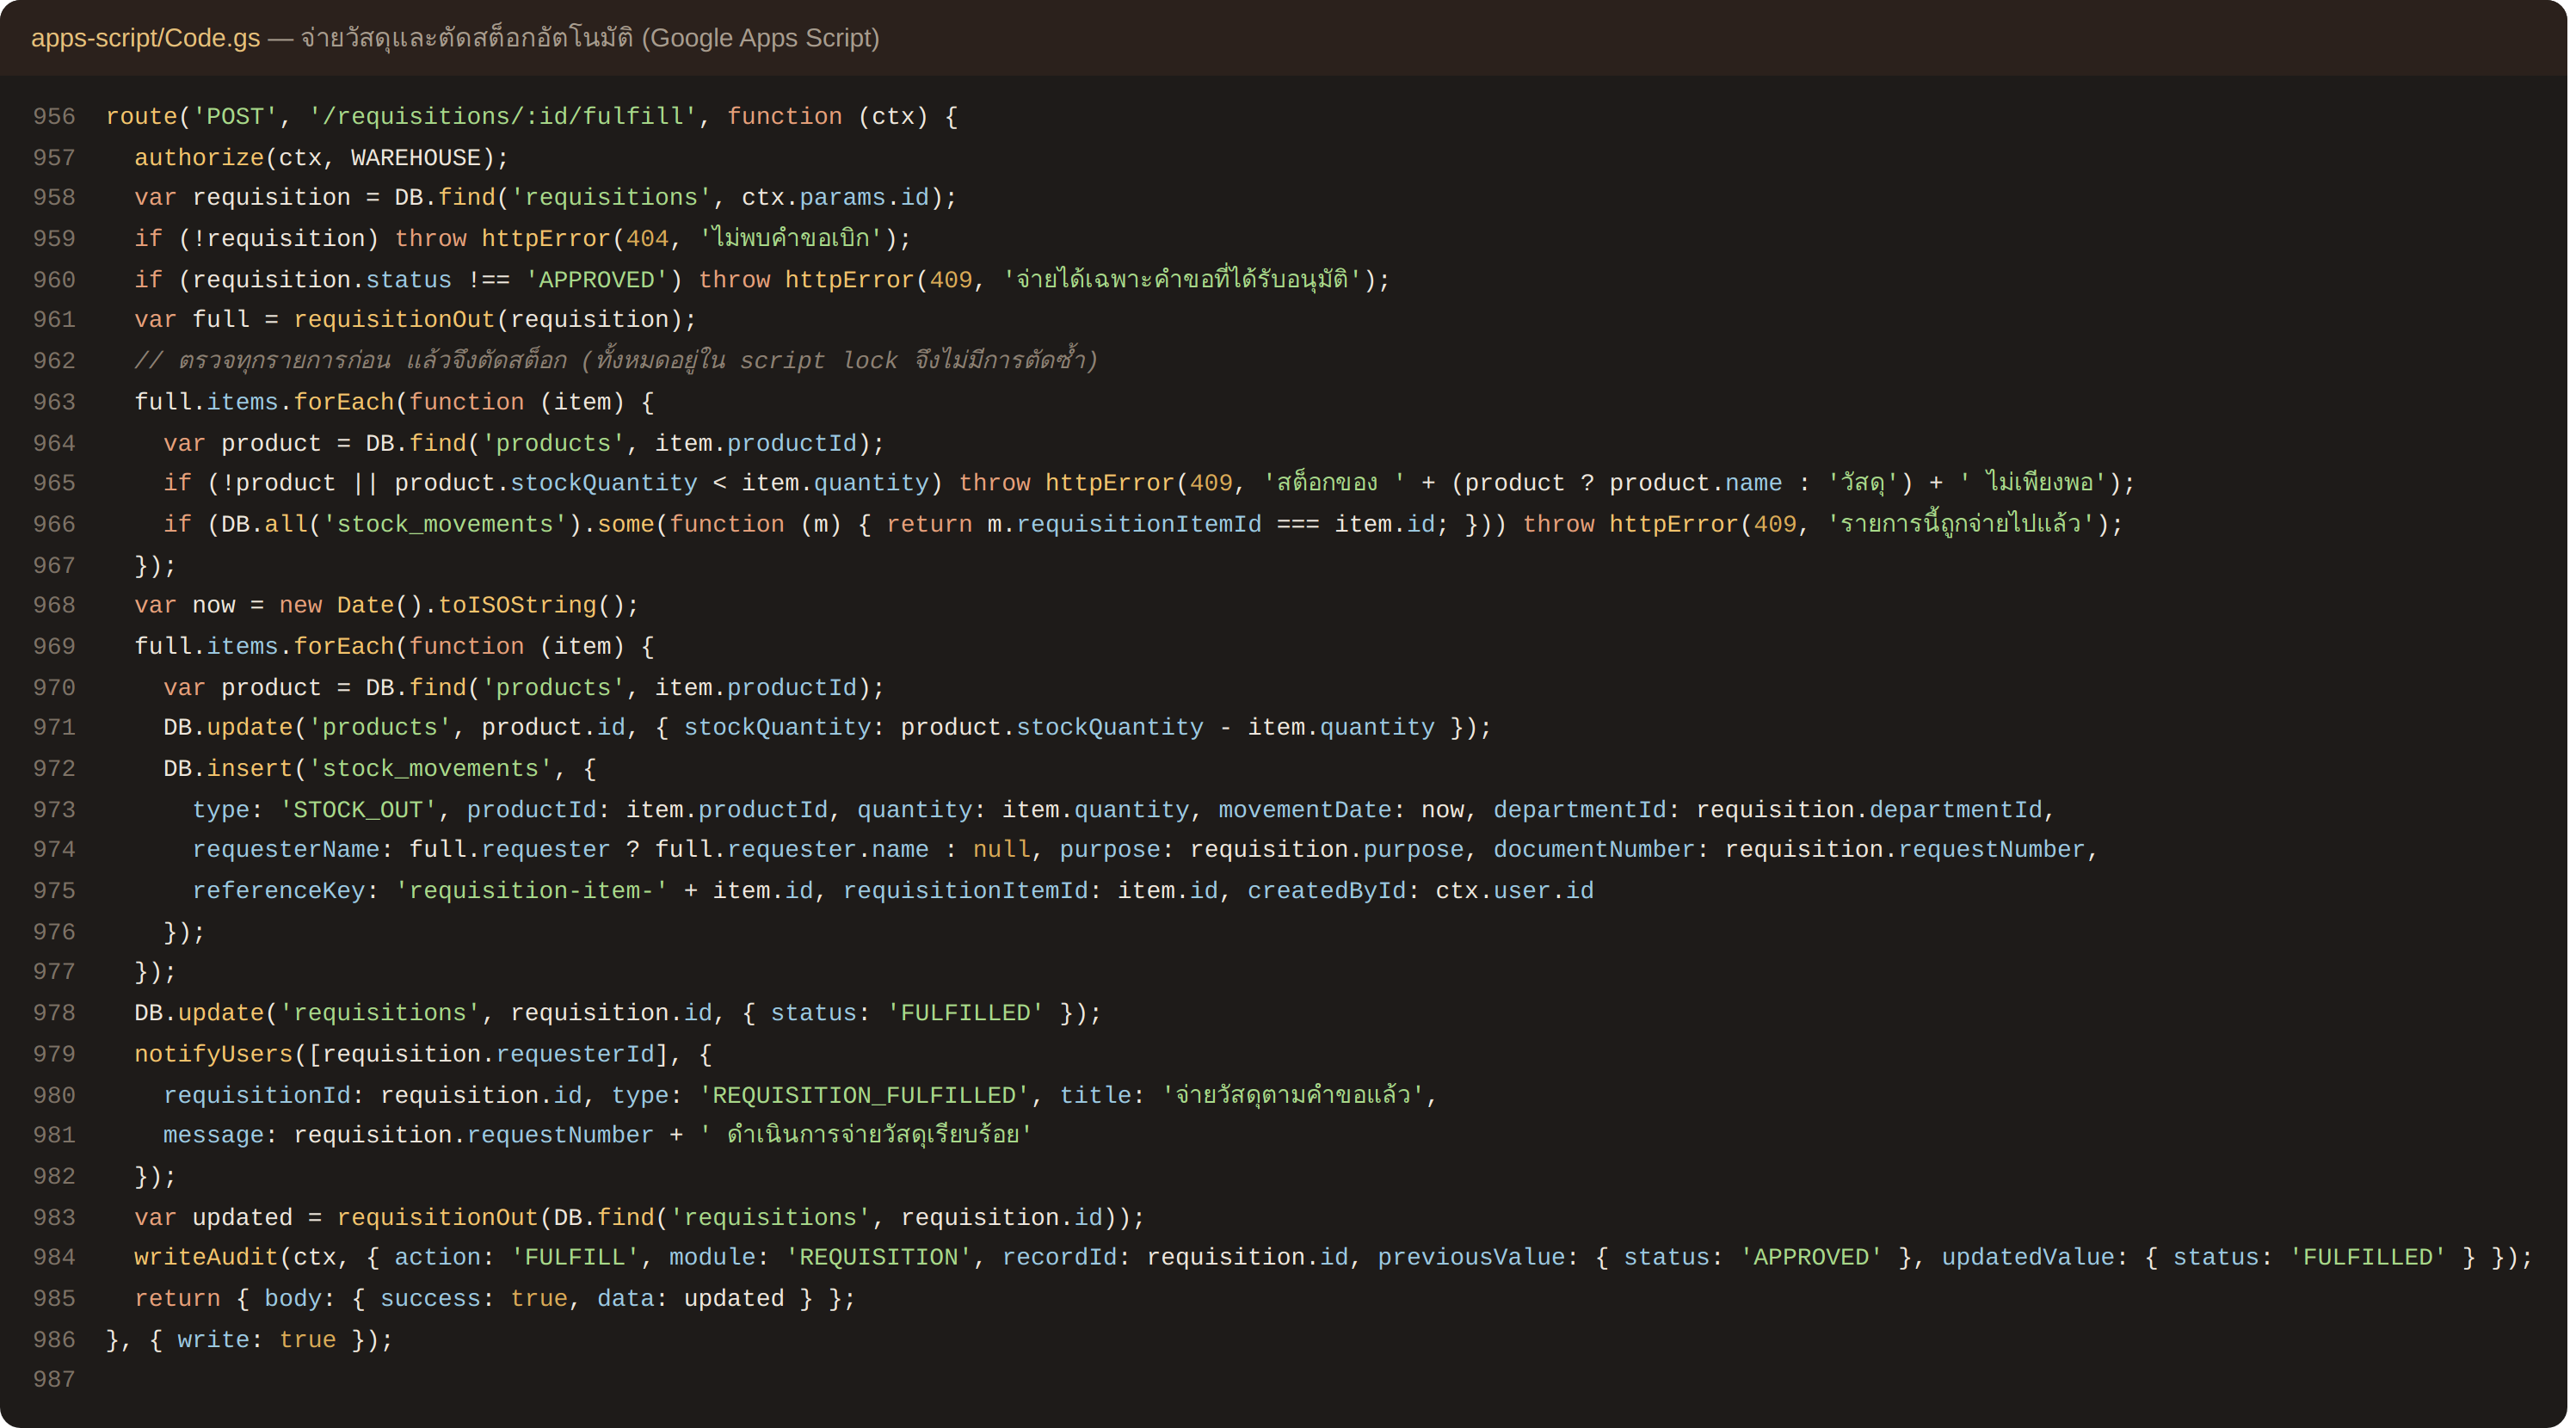 apps-script/Code.gs — จ่ายวัสดุและตัดสต็อกอัตโนมัติ (Google Apps Script)
956 route('POST', '/requisitions/:id/fulfill', function (ctx) {
957   authorize(ctx, WAREHOUSE);
958   var requisition = DB.find('requisitions', ctx.params.id);
959   if (!requisition) throw httpError(404, 'ไม่พบคำขอเบิก');
960   if (requisition.status !== 'APPROVED') throw httpError(409, 'จ่ายได้เฉพาะคำขอที่ได้รับอนุมัติ');
961   var full = requisitionOut(requisition);
962   // ตรวจทุกรายการก่อน แล้วจึงตัดสต็อก (ทั้งหมดอยู่ใน script lock จึงไม่มีการตัดซ้ำ)
963   full.items.forEach(function (item) {
964     var product = DB.find('products', item.productId);
965     if (!product || product.stockQuantity < item.quantity) throw httpError(409, 'สต็อกของ ' + (product ? product.name : 'วัสดุ') + ' ไม่เพียงพอ');
966     if (DB.all('stock_movements').some(function (m) { return m.requisitionItemId === item.id; })) throw httpError(409, 'รายการนี้ถูกจ่ายไปแล้ว');
967   });
968   var now = new Date().toISOString();
969   full.items.forEach(function (item) {
970     var product = DB.find('products', item.productId);
971     DB.update('products', product.id, { stockQuantity: product.stockQuantity - item.quantity });
972     DB.insert('stock_movements', {
973       type: 'STOCK_OUT', productId: item.productId, quantity: item.quantity, movementDate: now, departmentId: requisition.departmentId,
974       requesterName: full.requester ? full.requester.name : null, purpose: requisition.purpose, documentNumber: requisition.requestNumber,
975       referenceKey: 'requisition-item-' + item.id, requisitionItemId: item.id, createdById: ctx.user.id
976     });
977   });
978   DB.update('requisitions', requisition.id, { status: 'FULFILLED' });
979   notifyUsers([requisition.requesterId], {
980     requisitionId: requisition.id, type: 'REQUISITION_FULFILLED', title: 'จ่ายวัสดุตามคำขอแล้ว',
981     message: requisition.requestNumber + ' ดำเนินการจ่ายวัสดุเรียบร้อย'
982   });
983   var updated = requisitionOut(DB.find('requisitions', requisition.id));
984   writeAudit(ctx, { action: 'FULFILL', module: 'REQUISITION', recordId: requisition.id, previousValue: { status: 'APPROVED' }, updatedValue: { status: 'FULFILLED' } });
985   return { body: { success: true, data: updated } };
986 }, { write: true });
987